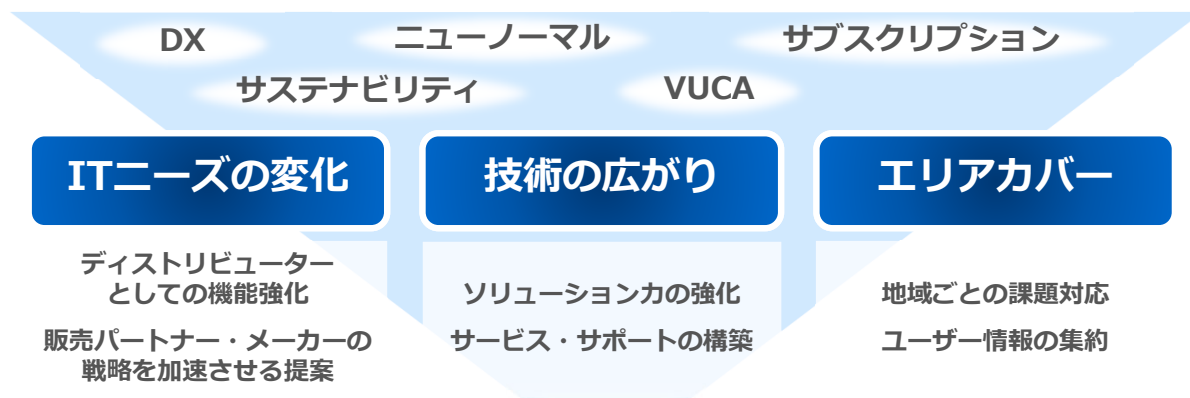 DX
ニューノーマル
サブスクリプション
サステナビリティ
VUCA
ITニーズの変化
技術の広がり
エリアカバー
ディストリビューター
としての機能強化
販売パートナー・メーカーの
戦略を加速させる提案
ソリューション力の強化
サービス・サポートの構築
地域ごとの課題対応
ユーザー情報の集約